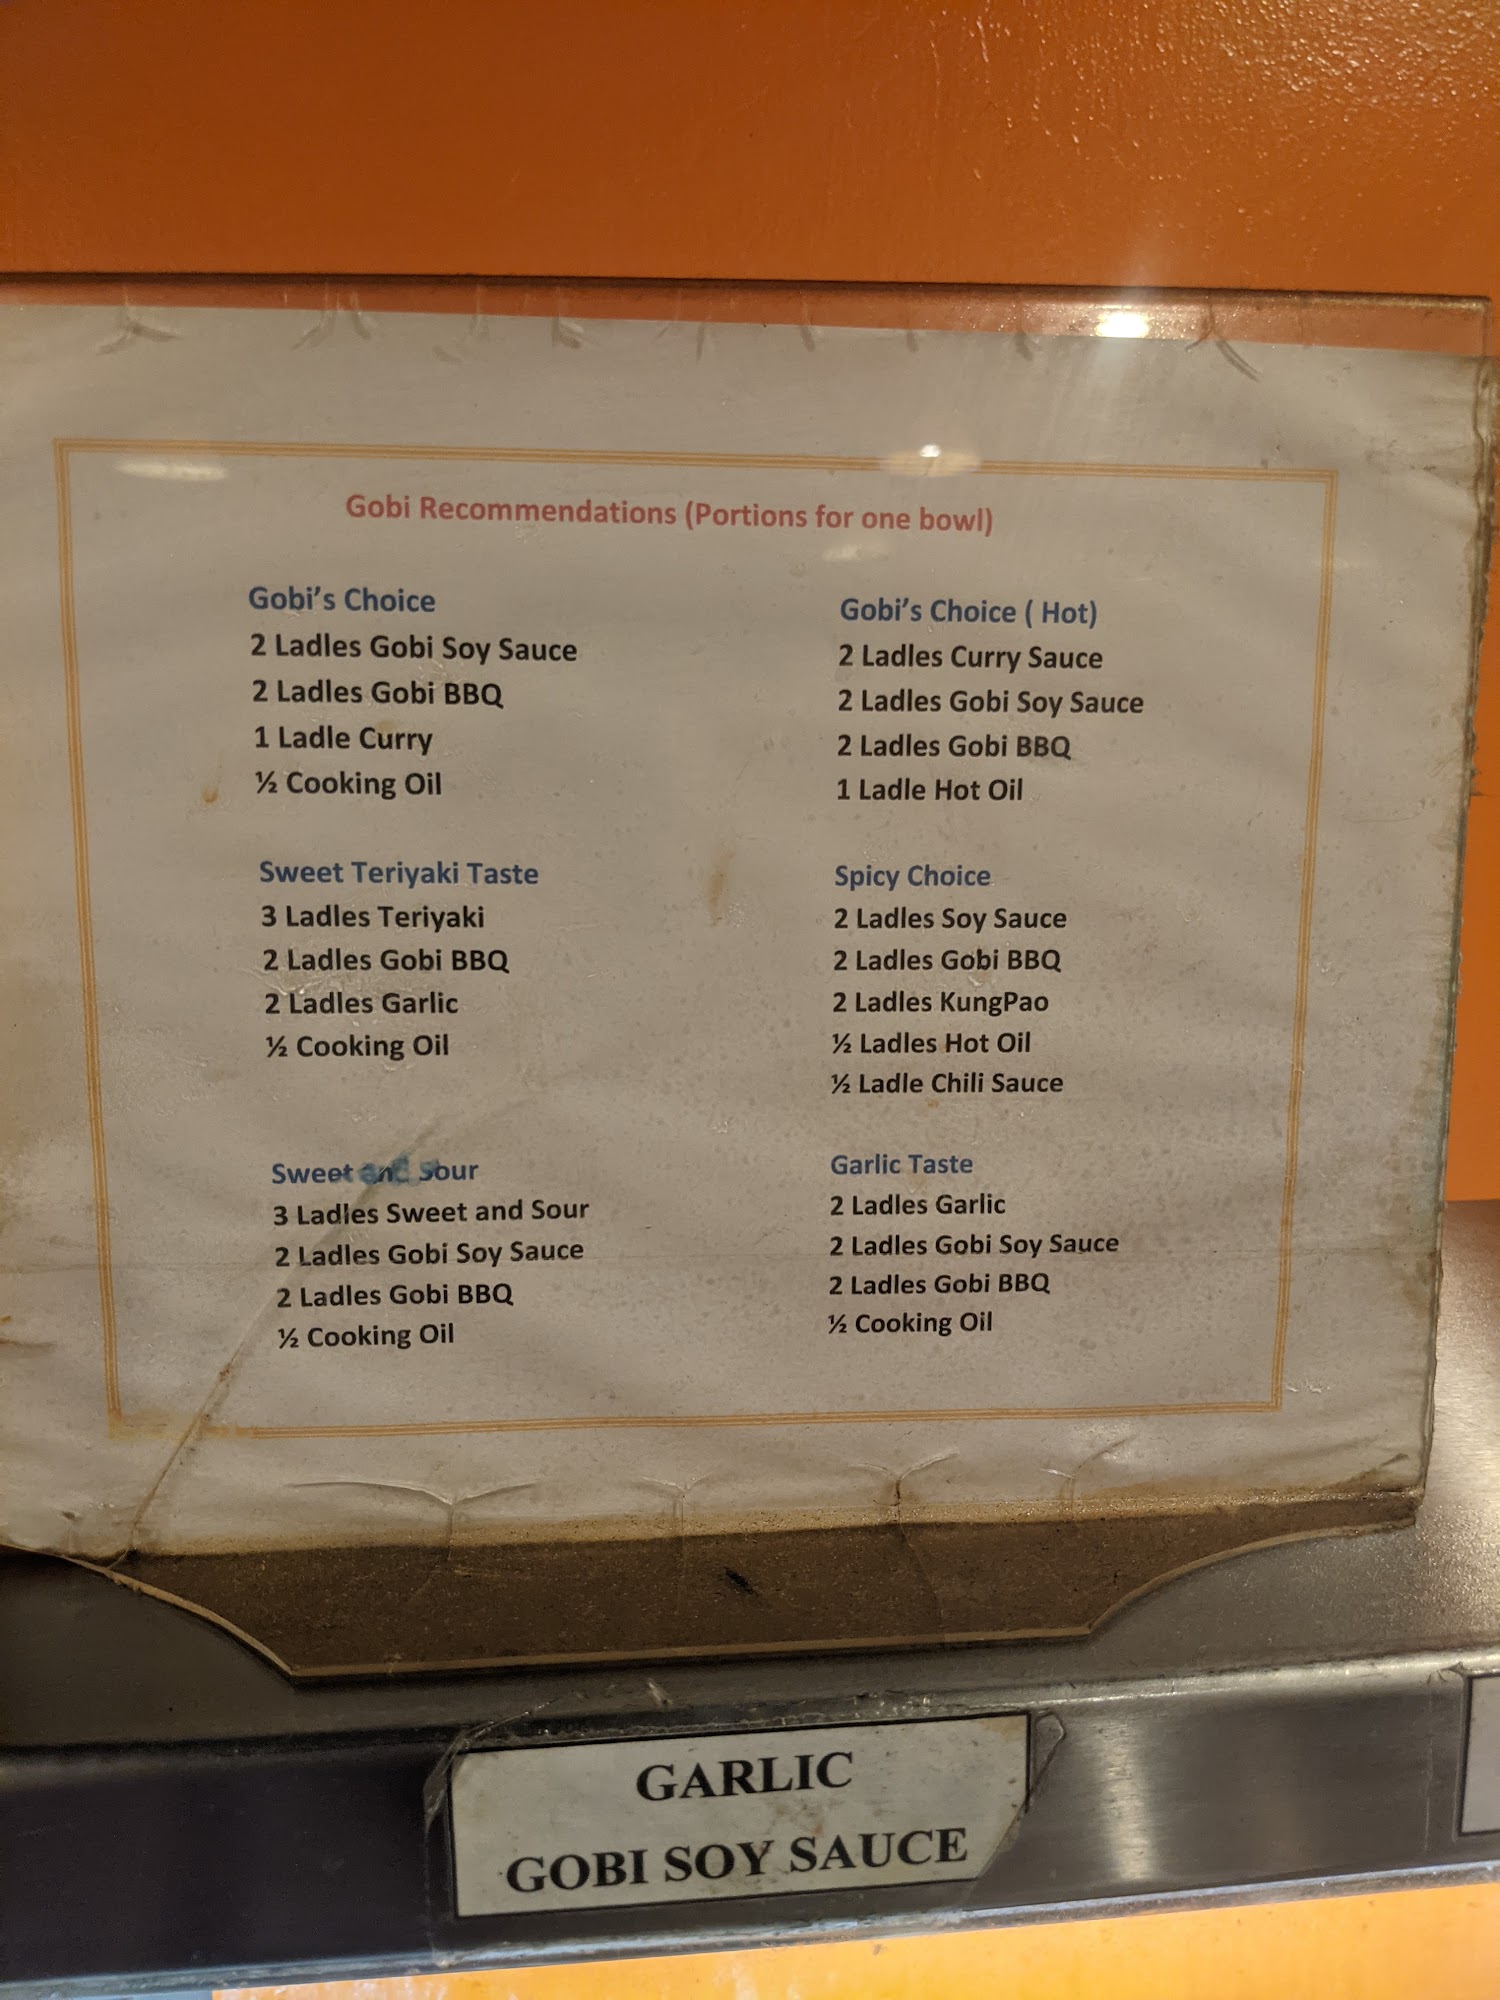 Gobi Recommendations (Portions for one bowl)
Gobi's Choice
2 Ladles Gobi Soy Sauce
2 Ladles Gobi BBQ
1 Ladle Curry
½ Cooking Oil
Sweet Teriyaki Taste
3 Ladles Teriyaki
2 Ladles Gobi BBQ
2 Ladles Garlic
½ Cooking Oil
Sweet and Sour
3 Ladles Sweet and Sour
2 Ladles Gobi Soy Sauce
2 Ladles Gobi BBQ
½ Cooking Oil
Gobi's Choice ( Hot)
2 Ladles Curry Sauce
2 Ladles Gobi Soy Sauce
2 Ladles Gobi BBQ
1 Ladle Hot Oil
Spicy Choice
2 Ladles Soy Sauce
2 Ladles Gobi BBQ
2 Ladles KungPao
½ Ladles Hot Oil
½ Ladle Chili Sauce
Garlic Taste
2 Ladles Garlic
2 Ladles Gobi Soy Sauce
2 Ladles Gobi BBQ
½ Cooking Oil
GARLIC
GOBI SOY SAUCE